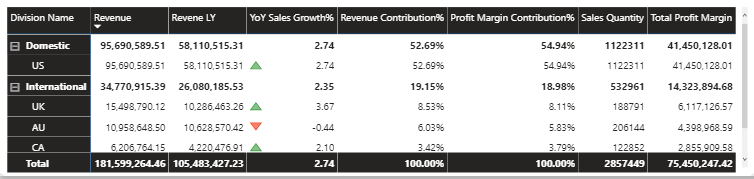 Division Name Revenue Revene LY YoY Sales Growth% Revenue Contribution% Profit Margin Contribution% Sales Quantity Total Profit Margin
Domestic 95,690,589.51 58,110,515.31 2.74 52.69% 54.94% 1122311 41,450,128.01
US 95,690,589.51 58,110,515.31 2.74 52.69% 54.94% 1122311 41,450,128.01
International 34,770,915.39 26,080,185.53 2.35 19.15% 18.98% 532961 14,323,894.68
UK 15,498,790.12 10,286,463.26 3.67 8.53% 8.11% 188791 6,117,126.57
AU 10,958,648.50 10,628,570.42 -0.44 6.03% 5.83% 206144 4,398,968.59
CA 6,206,764.15 4,220,476.91 2.10 3.42% 3.79% 122852 2,855,909.58
Total 181,599,264.46 105,483,427.23 2.74 100.00% 100.00% 2857449 75,450,247.42